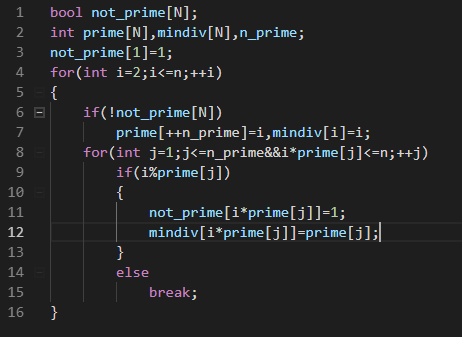 1 bool not_prime[N];
2 int prime[N],mindiv[N],n_prime;
3 not_prime[1]=1;
4 for(int i=2;i<=n;++i)
5 {
6     if(!not_prime[N])
7         prime[++n_prime]=i,mindiv[i]=i;
8     for(int j=1;j<=n_prime&&i*prime[j]<=n;++j)
9         if(i%prime[j])
10         {
11             not_prime[i*prime[j]]=1;
12             mindiv[i*prime[j]]=prime[j];
13         }
14         else
15             break;
16 }